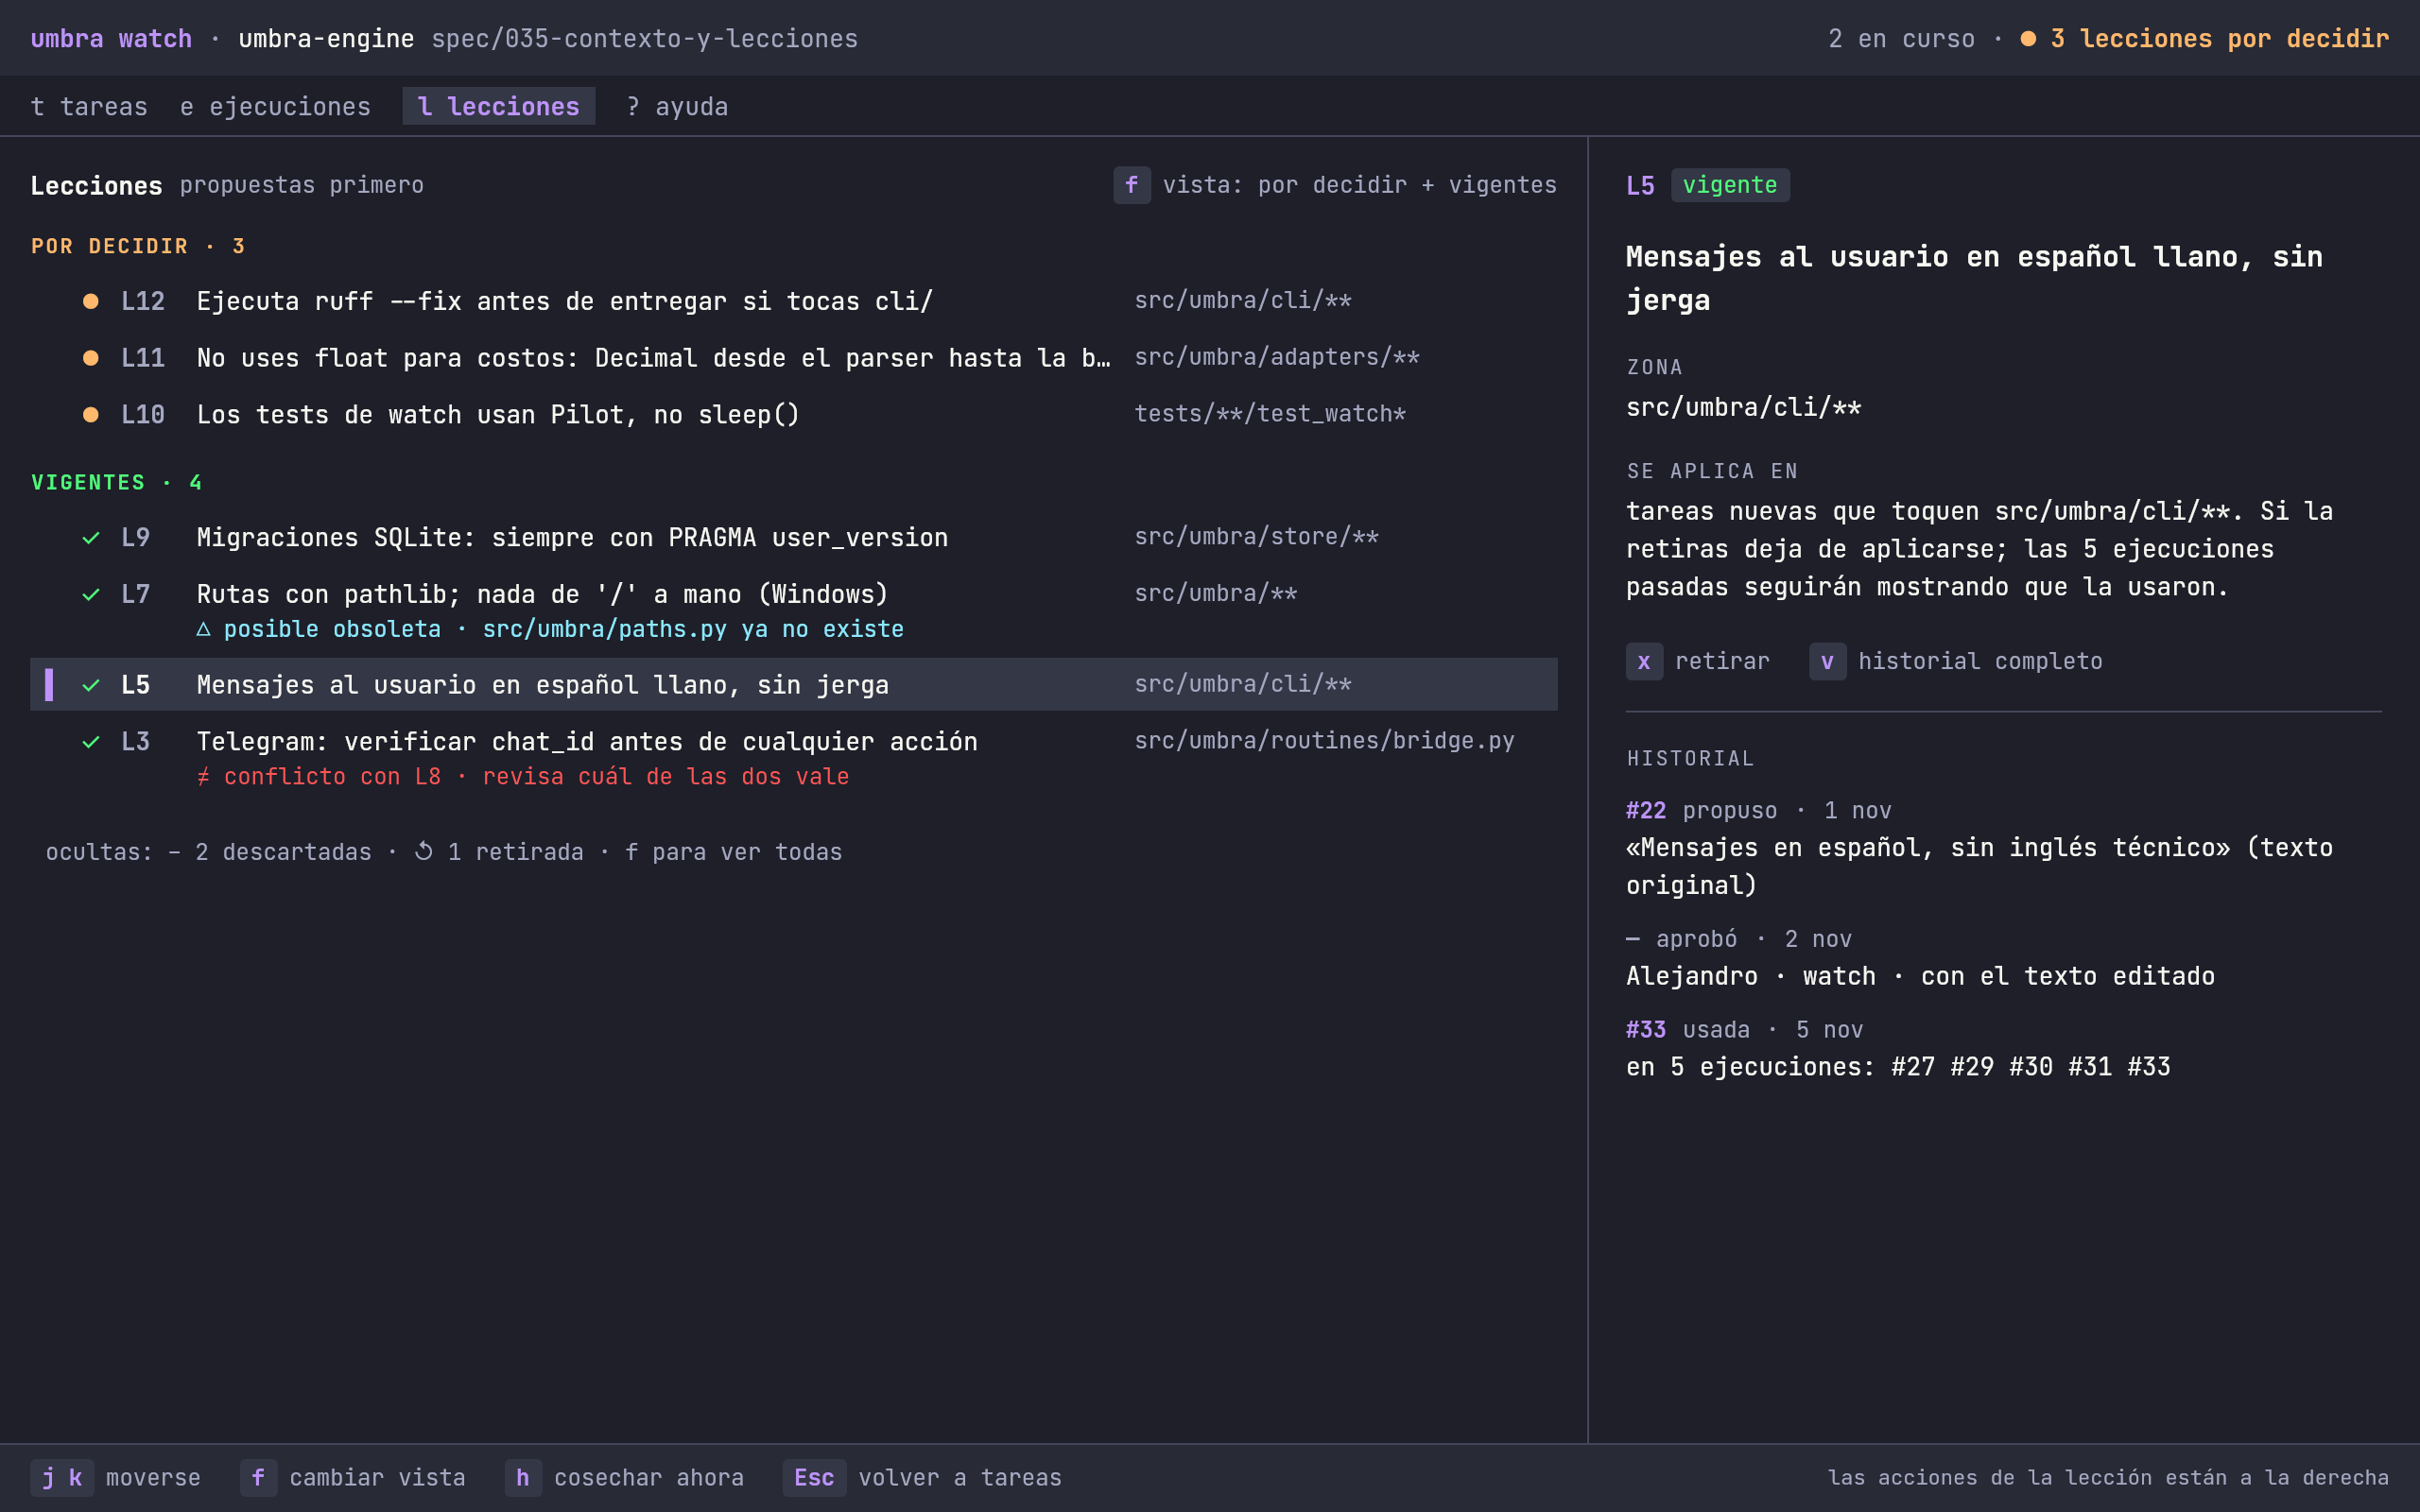 umbra watch · umbra-engine spec/035-contexto-y-lecciones
2 en curso · ● 3 lecciones por decidir
t tareas e ejecuciones l lecciones ? ayuda
Lecciones propuestas primero
f vista: por decidir + vigentes
POR DECIDIR · 3
● L12 Ejecuta ruff --fix antes de entregar si tocas cli/ src/umbra/cli/**
● L11 No uses float para costos: Decimal desde el parser hasta la b… src/umbra/adapters/**
● L10 Los tests de watch usan Pilot, no sleep() tests/**/test_watch*
VIGENTES · 4
✓ L9 Migraciones SQLite: siempre con PRAGMA user_version src/umbra/store/**
✓ L7 Rutas con pathlib; nada de '/' a mano (Windows) src/umbra/**
△ posible obsoleta · src/umbra/paths.py ya no existe
✓ L5 Mensajes al usuario en español llano, sin jerga src/umbra/cli/**
✓ L3 Telegram: verificar chat_id antes de cualquier acción src/umbra/routines/bridge.py
≠ conflicto con L8 · revisa cuál de las dos vale
ocultas: – 2 descartadas · ↺ 1 retirada · f para ver todas
L5 vigente
Mensajes al usuario en español llano, sin
jerga
ZONA
src/umbra/cli/**
SE APLICA EN
tareas nuevas que toquen src/umbra/cli/**. Si la
retiras deja de aplicarse; las 5 ejecuciones
pasadas seguirán mostrando que la usaron.
x retirar v historial completo
HISTORIAL
#22 propuso · 1 nov
«Mensajes en español, sin inglés técnico» (texto
original)
— aprobó · 2 nov
Alejandro · watch · con el texto editado
#33 usada · 5 nov
en 5 ejecuciones: #27 #29 #30 #31 #33
j k moverse f cambiar vista h cosechar ahora Esc volver a tareas
las acciones de la lección están a la derecha